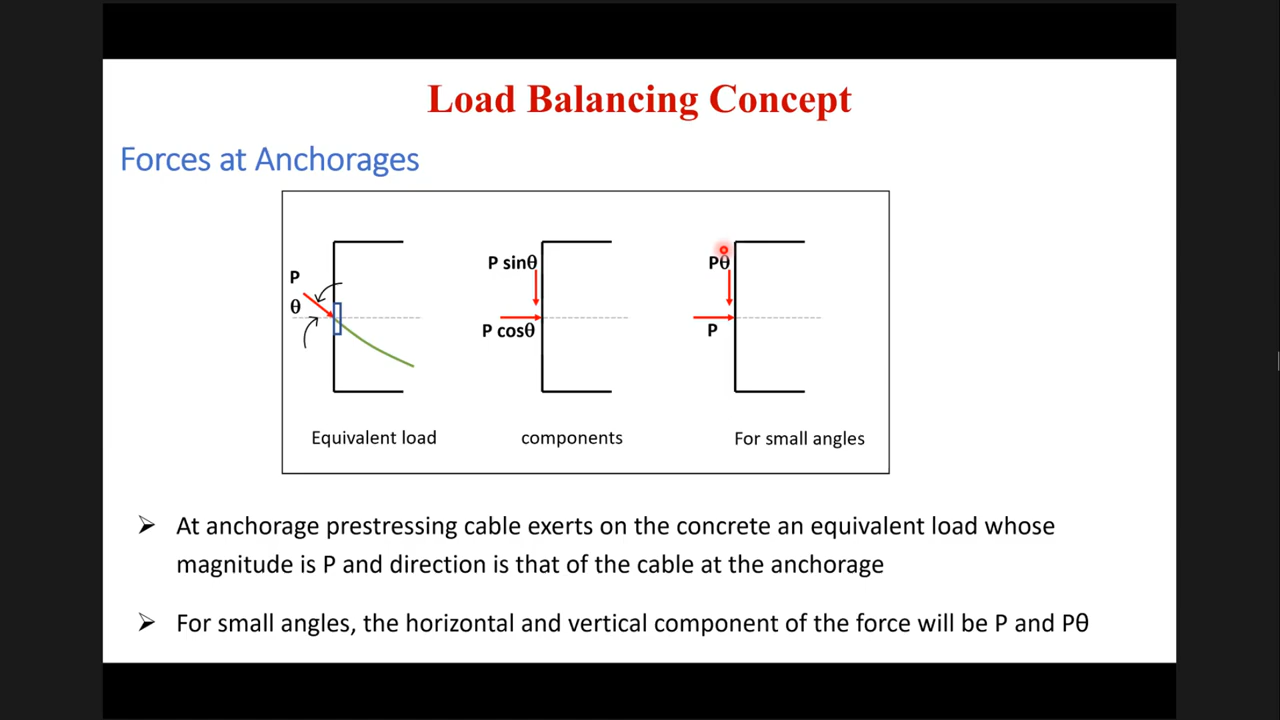 Load Balancing Concept
Forces at Anchorages
P
θ
P sinθ
P cosθ
Pθ
P
Equivalent load
components
For small angles
➢ At anchorage prestressing cable exerts on the concrete an equivalent load whose
magnitude is P and direction is that of the cable at the anchorage
➢ For small angles, the horizontal and vertical component of the force will be P and Pθ